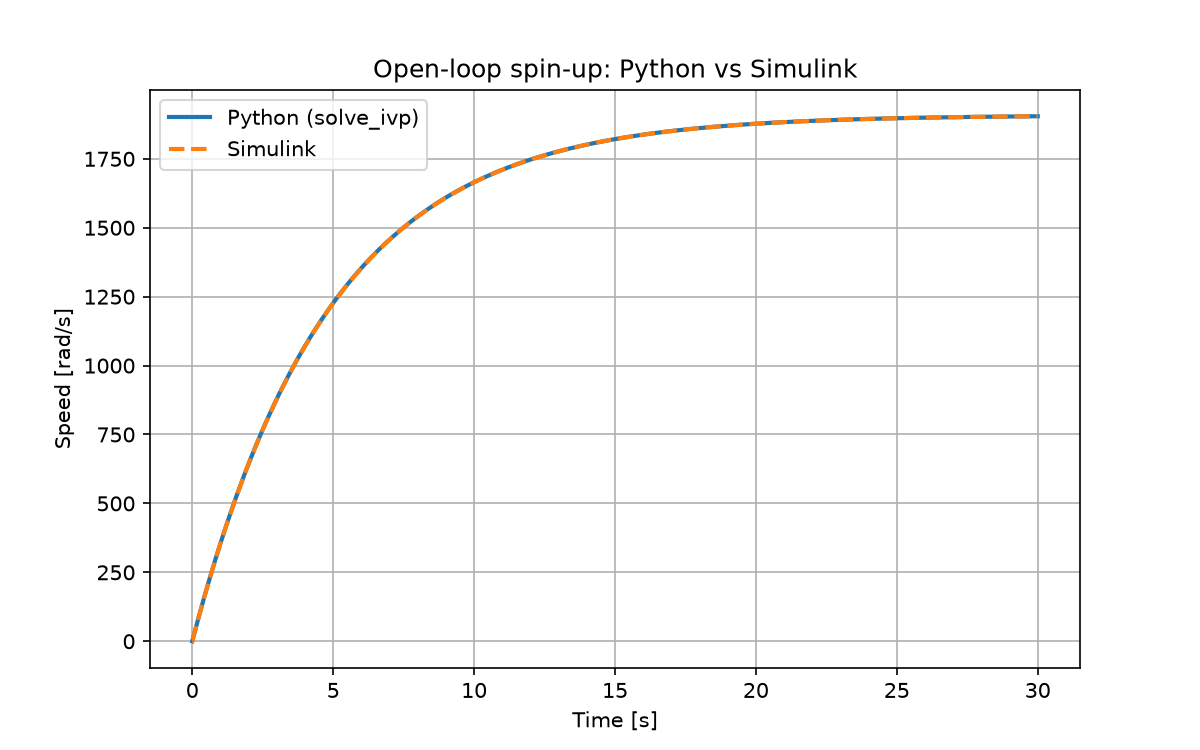 Open-loop spin-up: Python vs Simulink
Python (solve_ivp)
Simulink
1750
1500
1250
1000
750
500
250
0
Speed [rad/s]
0 5 10 15 20 25 30
Time [s]